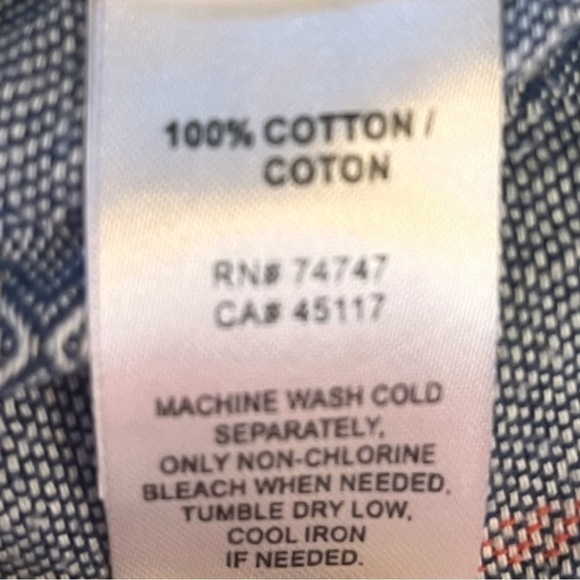 100% COTTON /
COTON
RN# 74747
CA# 45117
MACHINE WASH COLD
SEPARATELY,
ONLY NON-CHLORINE
BLEACH WHEN NEEDED,
TUMBLE DRY LOW,
COOL IRON
IF NEEDED.